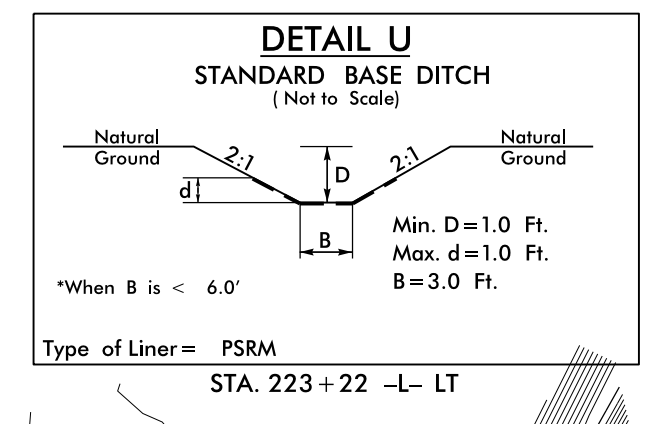 DETAIL U
STANDARD BASE DITCH
( Not to Scale)
Natural
Ground
2:1
D
2:1
Natural
Ground
d
B
Min. D=1.0 Ft.
Max. d=1.0 Ft.
B=3.0 Ft.
*When B is < 6.0'
Type of Liner= PSRM
STA. 223+22 -L- LT